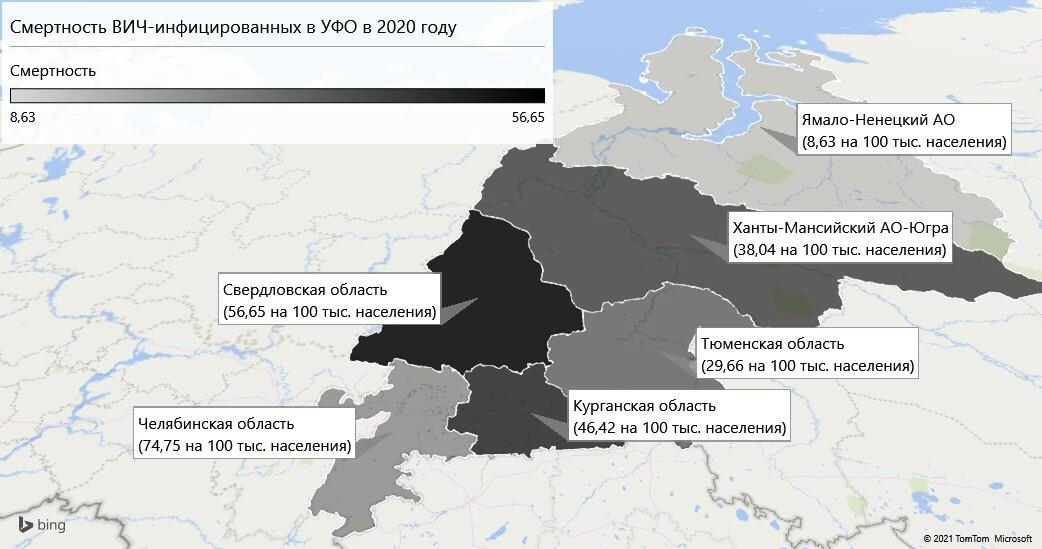 Смертность ВИЧ-инфицированных в УФО в 2020 году
Смертность
8,63
56,65
Ямало-Ненецкий АО
(8,63 на 100 тыс. населения)
Ханты-Мансийский АО-Югра
(38,04 на 100 тыс. населения)
Свердловская область
(56,65 на 100 тыс. населения)
Тюменская область
(29,66 на 100 тыс. населения)
Курганская область
(46,42 на 100 тыс. населения)
Челябинская область
(74,75 на 100 тыс. населения)
bing
© 2021 TomTom Microsoft